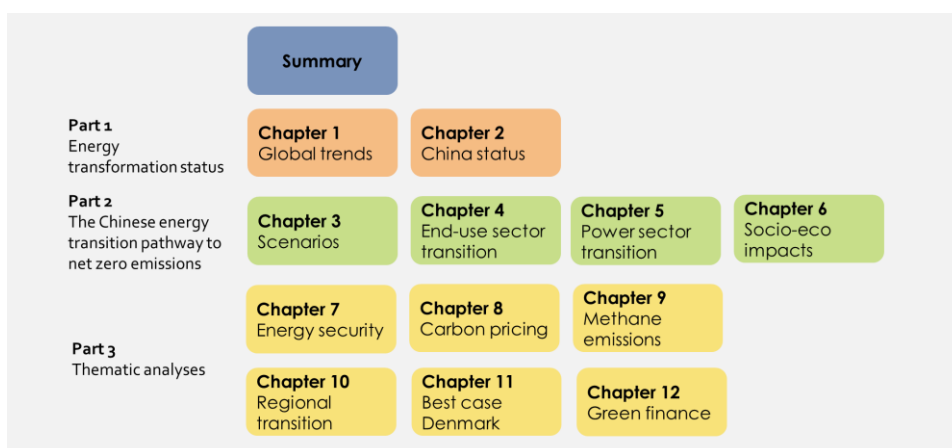 Summary
Part 1
Energy
transformation status
Chapter 1
Global trends
Chapter 2
China status
Part 2
The Chinese energy
transition pathway to
net zero emissions
Chapter 3
Scenarios
Chapter 4
End-use sector
transition
Chapter 5
Power sector
transition
Chapter 6
Socio-eco
impacts
Part 3
Thematic analyses
Chapter 7
Energy security
Chapter 8
Carbon pricing
Chapter 9
Methane
emissions
Chapter 10
Regional
transition
Chapter 11
Best case
Denmark
Chapter 12
Green finance